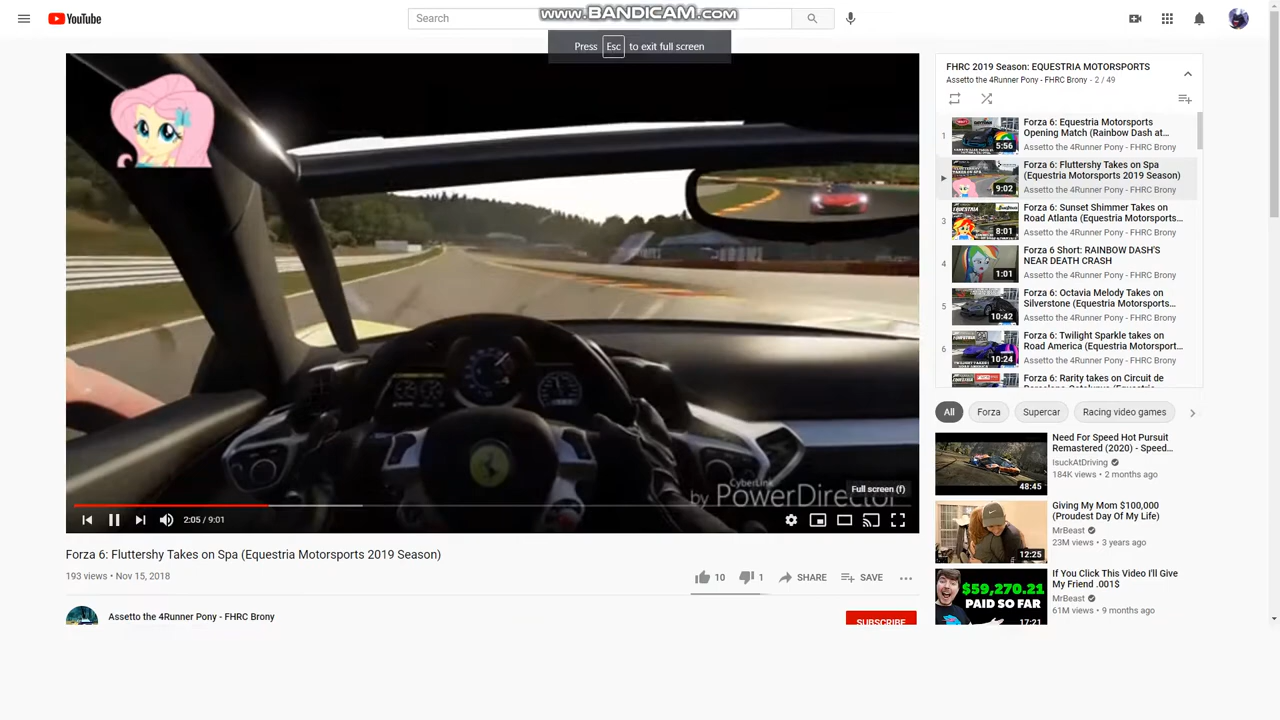 YouTube
Search
www.BANDICAM.com
Press Esc to exit full screen
CyberLink
by PowerDirector
Full screen (f)
2:05 / 9:01
Forza 6: Fluttershy Takes on Spa (Equestria Motorsports 2019 Season)
193 views • Nov 15, 2018
10
1
SHARE
SAVE
Assetto the 4Runner Pony - FHRC Brony
SUBSCRIBE
FHRC 2019 Season: EQUESTRIA MOTORSPORTS
Assetto the 4Runner Pony - FHRC Brony - 2 / 49
1
5:56
Forza 6: Equestria Motorsports
Opening Match (Rainbow Dash at...
Assetto the 4Runner Pony - FHRC Brony
9:02
Forza 6: Fluttershy Takes on Spa
(Equestria Motorsports 2019 Season)
Assetto the 4Runner Pony - FHRC Brony
3
8:01
Forza 6: Sunset Shimmer Takes on
Road Atlanta (Equestria Motorsports...
Assetto the 4Runner Pony - FHRC Brony
4
1:01
Forza 6 Short: RAINBOW DASH'S
NEAR DEATH CRASH
Assetto the 4Runner Pony - FHRC Brony
5
10:42
Forza 6: Octavia Melody Takes on
Silverstone (Equestria Motorsports...
Assetto the 4Runner Pony - FHRC Brony
6
10:24
Forza 6: Twilight Sparkle takes on
Road America (Equestria Motorsport...
Assetto the 4Runner Pony - FHRC Brony
Forza 6: Rarity takes on Circuit de
All
Forza
Supercar
Racing video games
48:45
Need For Speed Hot Pursuit
Remastered (2020) - Speed...
IsuckAtDriving
184K views • 2 months ago
12:25
Giving My Mom $100,000
(Proudest Day Of My Life)
MrBeast
23M views • 3 years ago
$59,270.21
PAID SO FAR
17:21
If You Click This Video I'll Give
My Friend .001$
MrBeast
61M views • 9 months ago